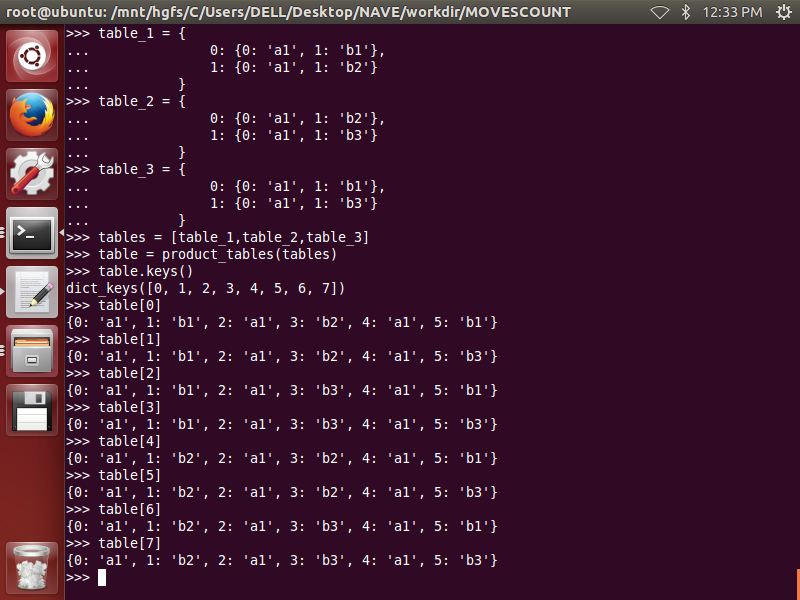 root@ubuntu: /mnt/hgfs/C/Users/DELL/Desktop/NAVE/workdir/MOVESCOUNT 12:33 PM
>>> table_1 = {
...               0: {0: 'a1', 1: 'b1'},
...               1: {0: 'a1', 1: 'b2'}
...           }
>>> table_2 = {
...               0: {0: 'a1', 1: 'b2'},
...               1: {0: 'a1', 1: 'b3'}
...           }
>>> table_3 = {
...               0: {0: 'a1', 1: 'b1'},
...               1: {0: 'a1', 1: 'b3'}
...           }
>>> tables = [table_1,table_2,table_3]
>>> table = product_tables(tables)
>>> table.keys()
dict_keys([0, 1, 2, 3, 4, 5, 6, 7])
>>> table[0]
{0: 'a1', 1: 'b1', 2: 'a1', 3: 'b2', 4: 'a1', 5: 'b1'}
>>> table[1]
{0: 'a1', 1: 'b1', 2: 'a1', 3: 'b2', 4: 'a1', 5: 'b3'}
>>> table[2]
{0: 'a1', 1: 'b1', 2: 'a1', 3: 'b3', 4: 'a1', 5: 'b1'}
>>> table[3]
{0: 'a1', 1: 'b1', 2: 'a1', 3: 'b3', 4: 'a1', 5: 'b3'}
>>> table[4]
{0: 'a1', 1: 'b2', 2: 'a1', 3: 'b2', 4: 'a1', 5: 'b1'}
>>> table[5]
{0: 'a1', 1: 'b2', 2: 'a1', 3: 'b2', 4: 'a1', 5: 'b3'}
>>> table[6]
{0: 'a1', 1: 'b2', 2: 'a1', 3: 'b3', 4: 'a1', 5: 'b1'}
>>> table[7]
{0: 'a1', 1: 'b2', 2: 'a1', 3: 'b3', 4: 'a1', 5: 'b3'}
>>>